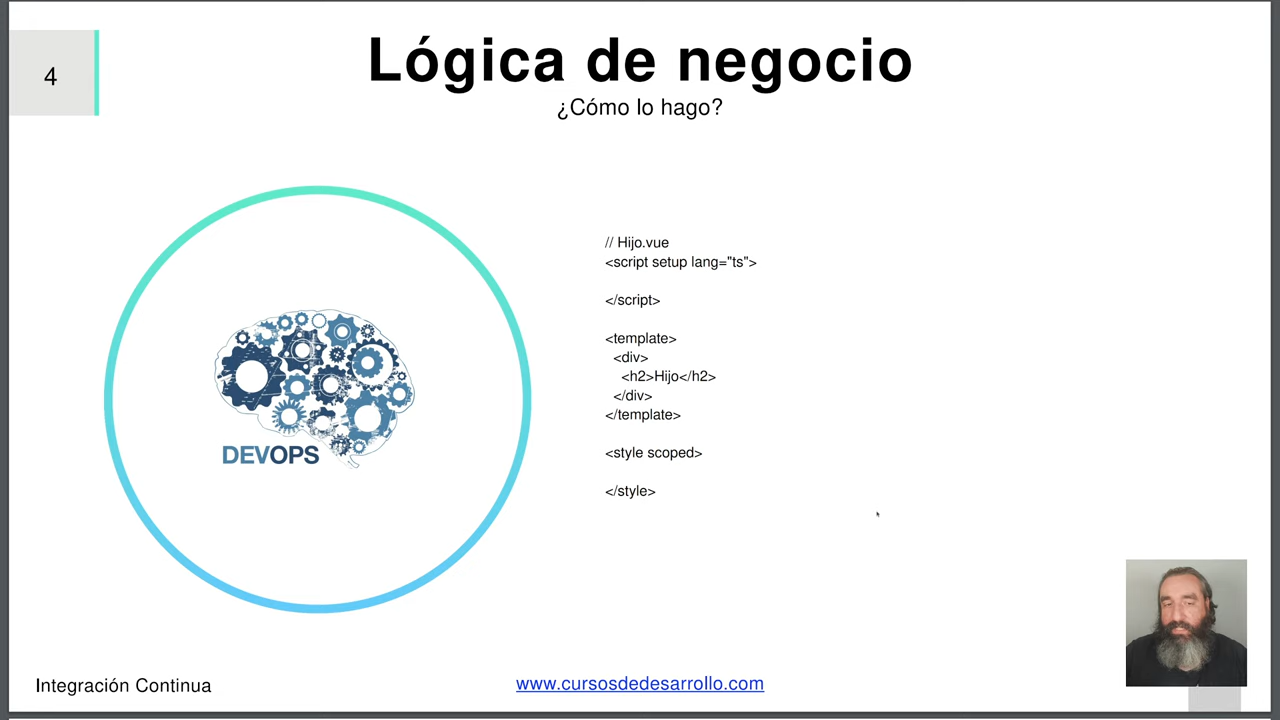 4
Lógica de negocio
¿Cómo lo hago?
// Hijo.vue
<script setup lang="ts">
</script>
<template>
<div>
<h2>Hijo</h2>
</div>
</template>
<style scoped>
</style>
DEVOPS
Integración Continua
www.cursosdedesarrollo.com